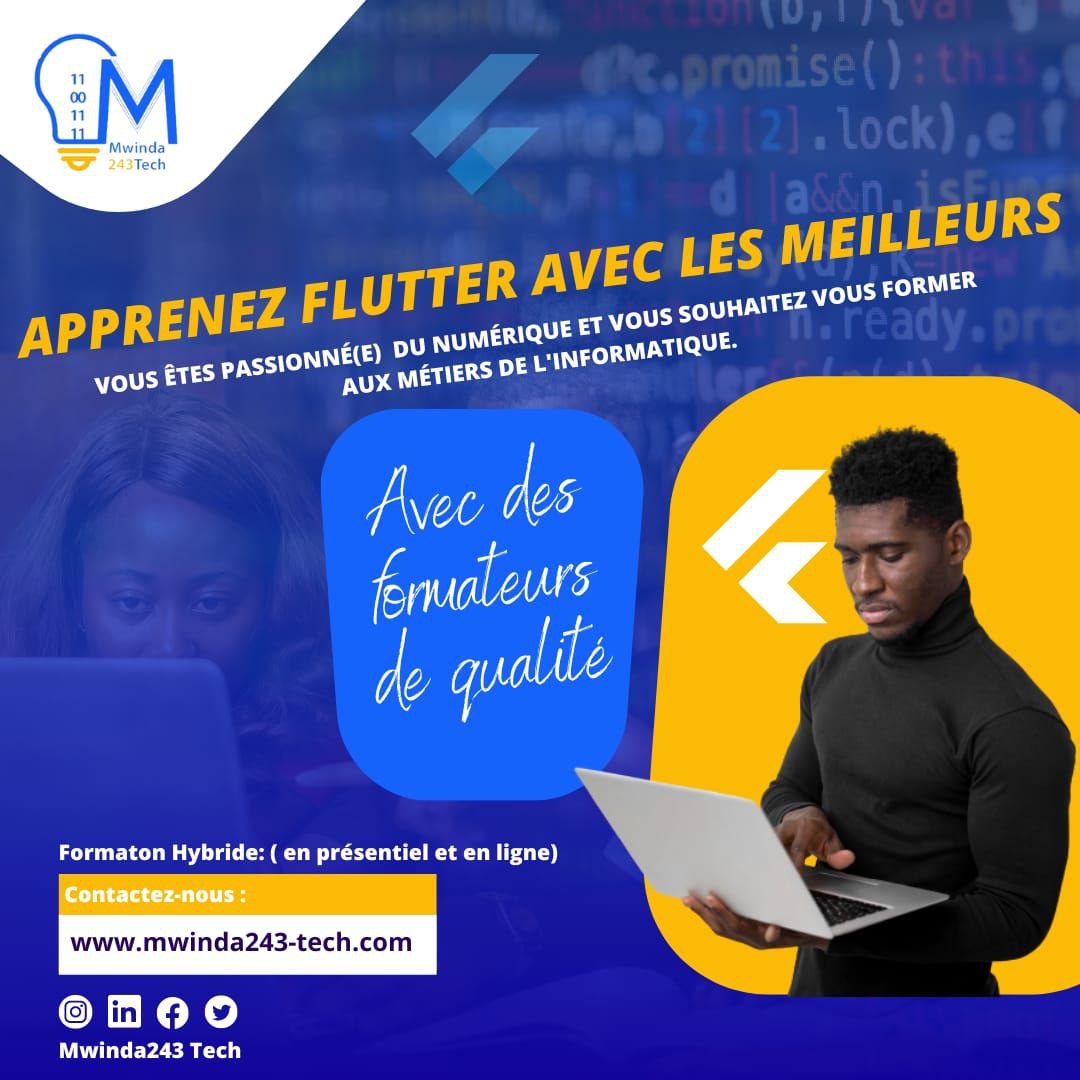 11
00
11
11
M
Mwinda
243Tech
APPRENEZ FLUTTER AVEC LES MEILLEURS
VOUS ÊTES PASSIONNÉ(E) DU NUMÉRIQUE ET VOUS SOUHAITEZ VOUS FORMER
AUX MÉTIERS DE L'INFORMATIQUE.
Avec des
formateurs
de qualité
Formaton Hybride: ( en présentiel et en ligne)
Contactez-nous :
www.mwinda243-tech.com
Mwinda243 Tech